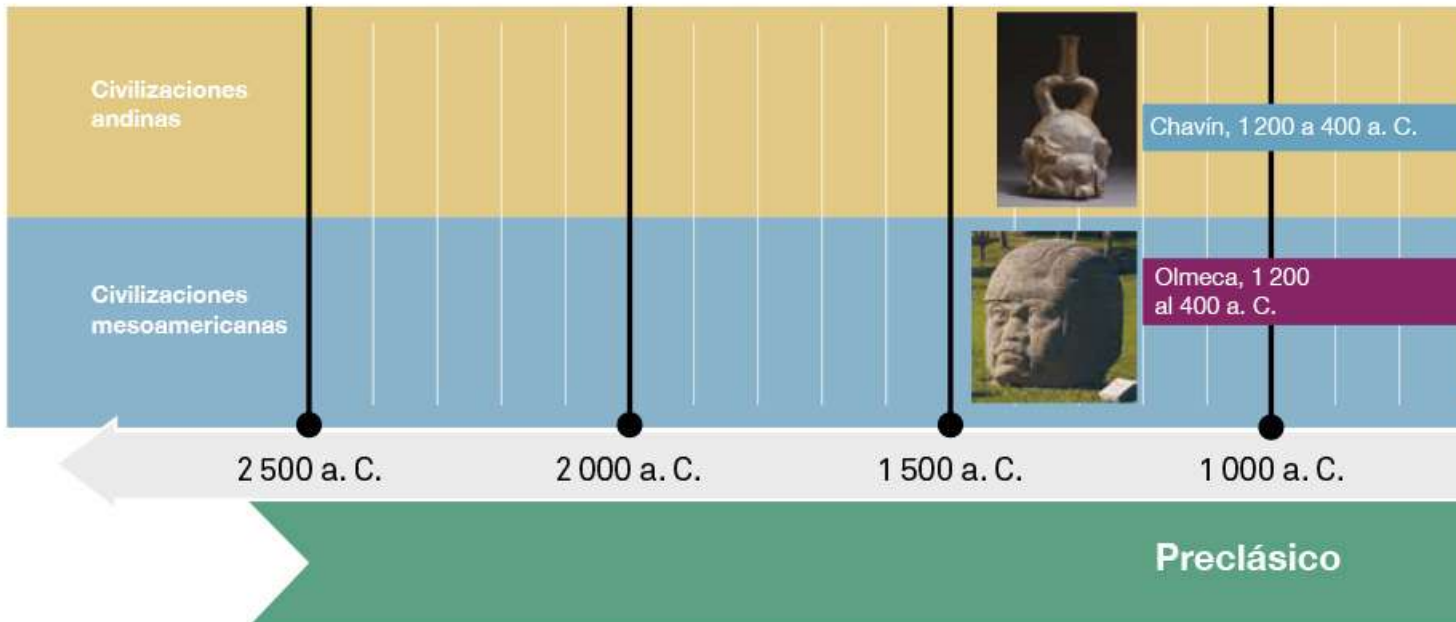 Civilizaciones
andinas
Chavín, 1 200 a 400 a. C.
Civilizaciones
mesoamericanas
Olmeca, 1 200
al 400 a. C.
2 500 a. C.
2 000 a. C.
1 500 a. C.
1 000 a. C.
Preclásico